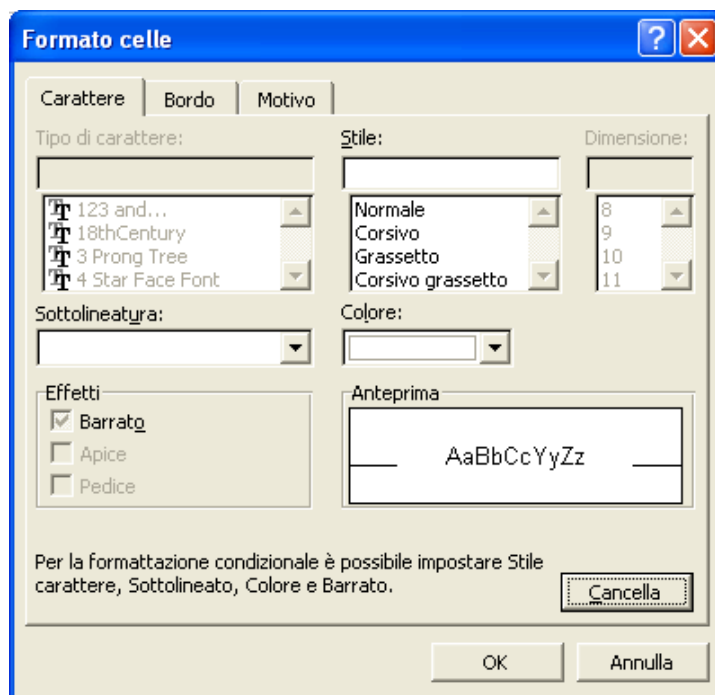 Formato celle
Carattere Bordo Motivo
Tipo di carattere: Stile: Dimensione:
123 and... Normale 8
18thCentury Corsivo 9
3 Prong Tree Grassetto 10
4 Star Face Font Corsivo grassetto 11
Sottolineatura: Colore:
Effetti Anteprima
Barrato
Apice AaBbCcYyZz
Pedice
Per la formattazione condizionale è possibile impostare Stile
carattere, Sottolineato, Colore e Barrato.
Cancella
OK Annulla